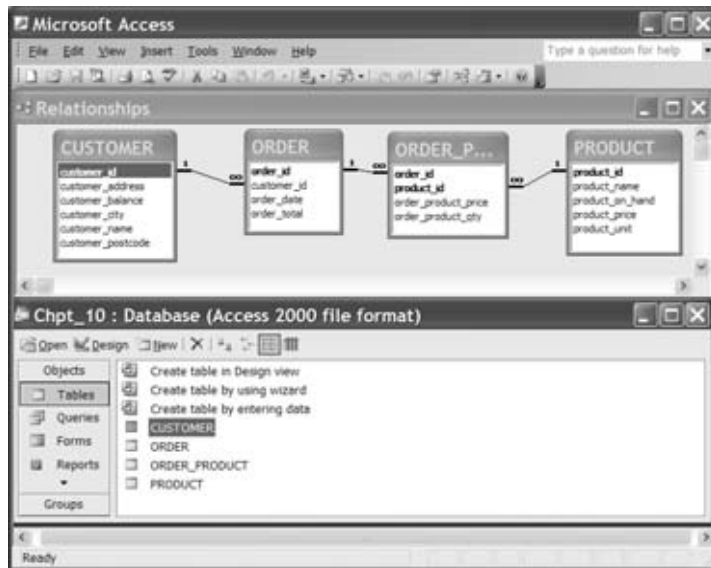 Microsoft Access
File Edit View Insert Tools Window Help
Type a question for help
Relationships
CUSTOMER
customer_id
customer_address
customer_balance
customer_city
customer_name
customer_postcode
ORDER
order_id
customer_id
order_date
order_total
ORDER_P...
order_id
product_id
order_product_price
order_product_qty
PRODUCT
product_id
product_name
product_on_hand
product_price
product_unit
1 ∞ 1 ∞ ∞ 1
Chpt_10 : Database (Access 2000 file format)
Open Design New
Objects
Tables
Queries
Forms
Reports
Groups
Create table in Design view
Create table by using wizard
Create table by entering data
CUSTOMER
ORDER
ORDER_PRODUCT
PRODUCT
Ready